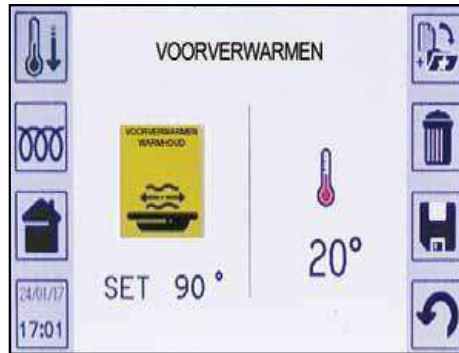 VOORVERWARMEN
VOORVERWARMEN
WARMHOUD
SET 90°
20°
24/01/17
17:01